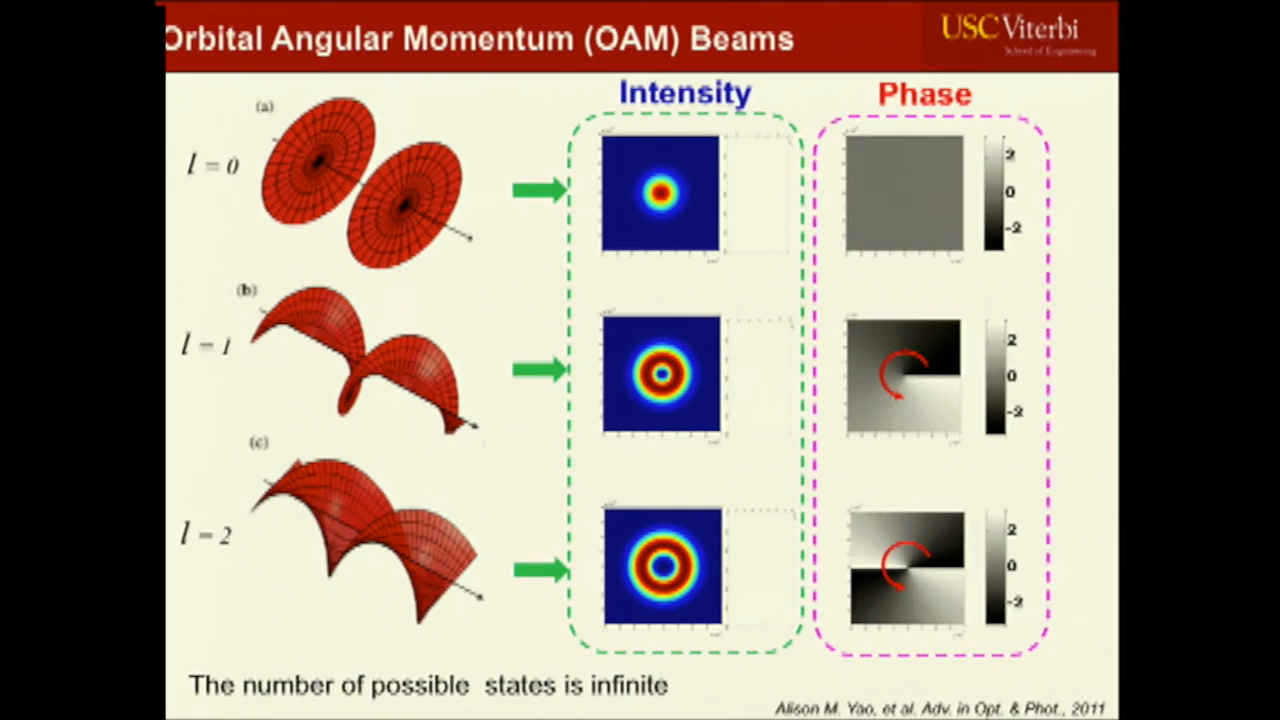 Orbital Angular Momentum (OAM) Beams
USC Viterbi
School of Engineering
Intensity
Phase
(a)
l = 0
2
0
-2
(b)
l = 1
2
0
-2
(c)
l = 2
2
0
-2
The number of possible states is infinite
Alison M. Yao, et al. Adv. in Opt. & Phot., 2011